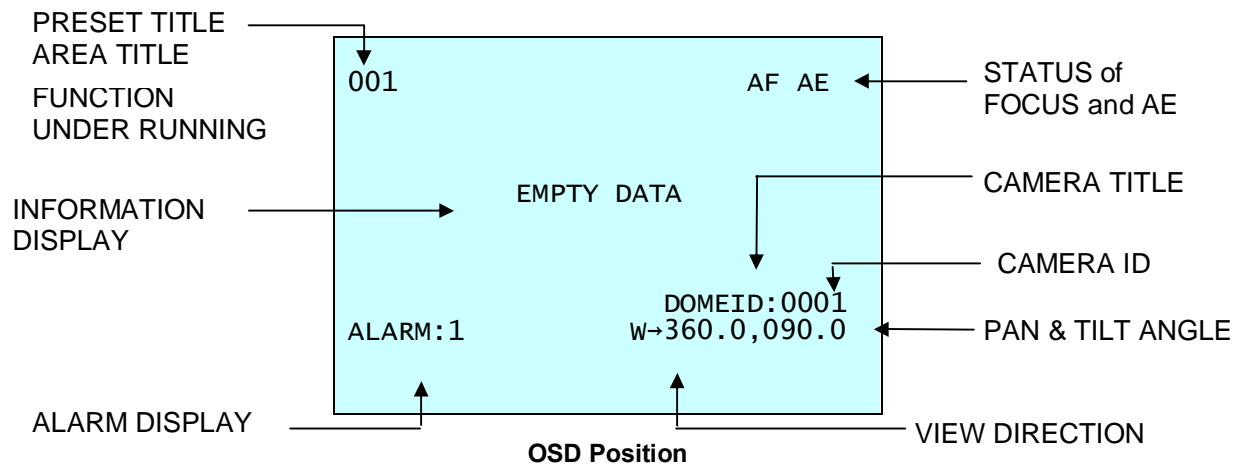 PRESET TITLE
AREA TITLE
FUNCTION
UNDER RUNNING
001
AF AE
STATUS of
FOCUS and AE
EMPTY DATA
CAMERA TITLE
INFORMATION
DISPLAY
CAMERA ID
DOMEID:0001
ALARM:1
W→360.0,090.0
PAN & TILT ANGLE
ALARM DISPLAY
VIEW DIRECTION
OSD Position